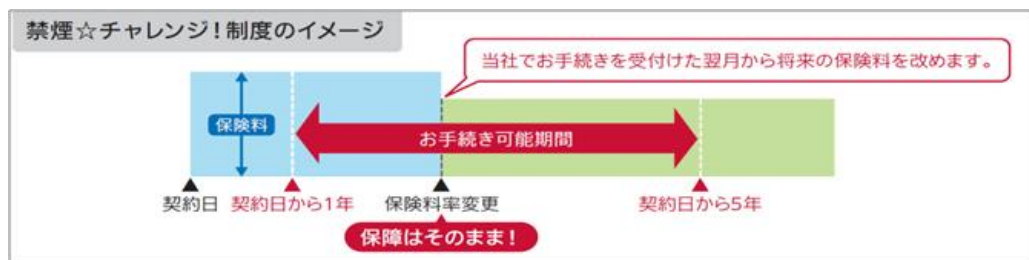 禁煙☆チャレンジ!制度のイメージ
当社でお手続きを受付けた翌月から将来の保険料を改めます。
保険料
お手続き可能期間
契約日
契約日から1年
保険料率変更
契約日から5年
保障はそのまま!